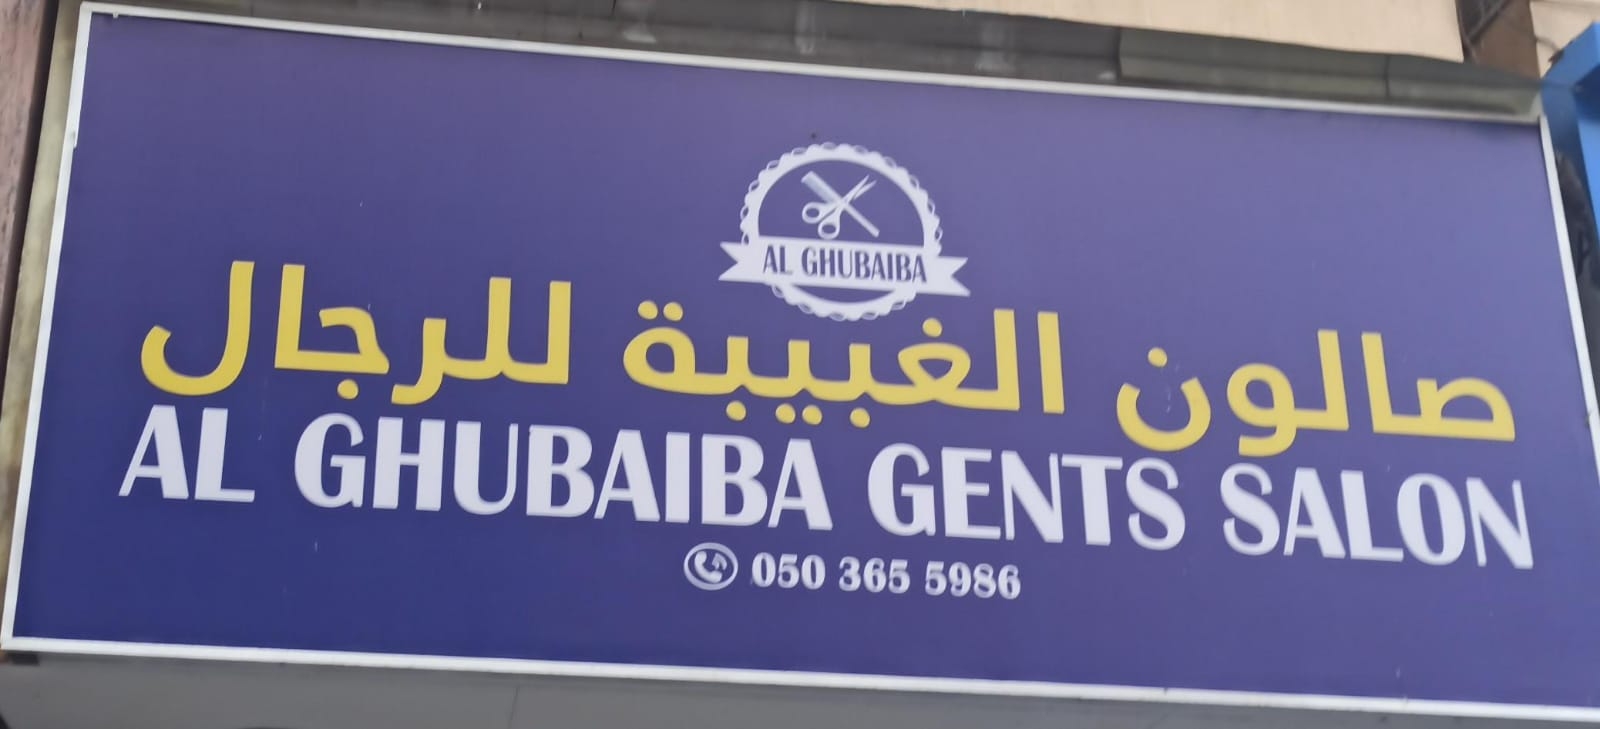 AL GHUBAIBA
صالون الغبيبة للرجال
AL GHUBAIBA GENTS SALON
050 365 5986